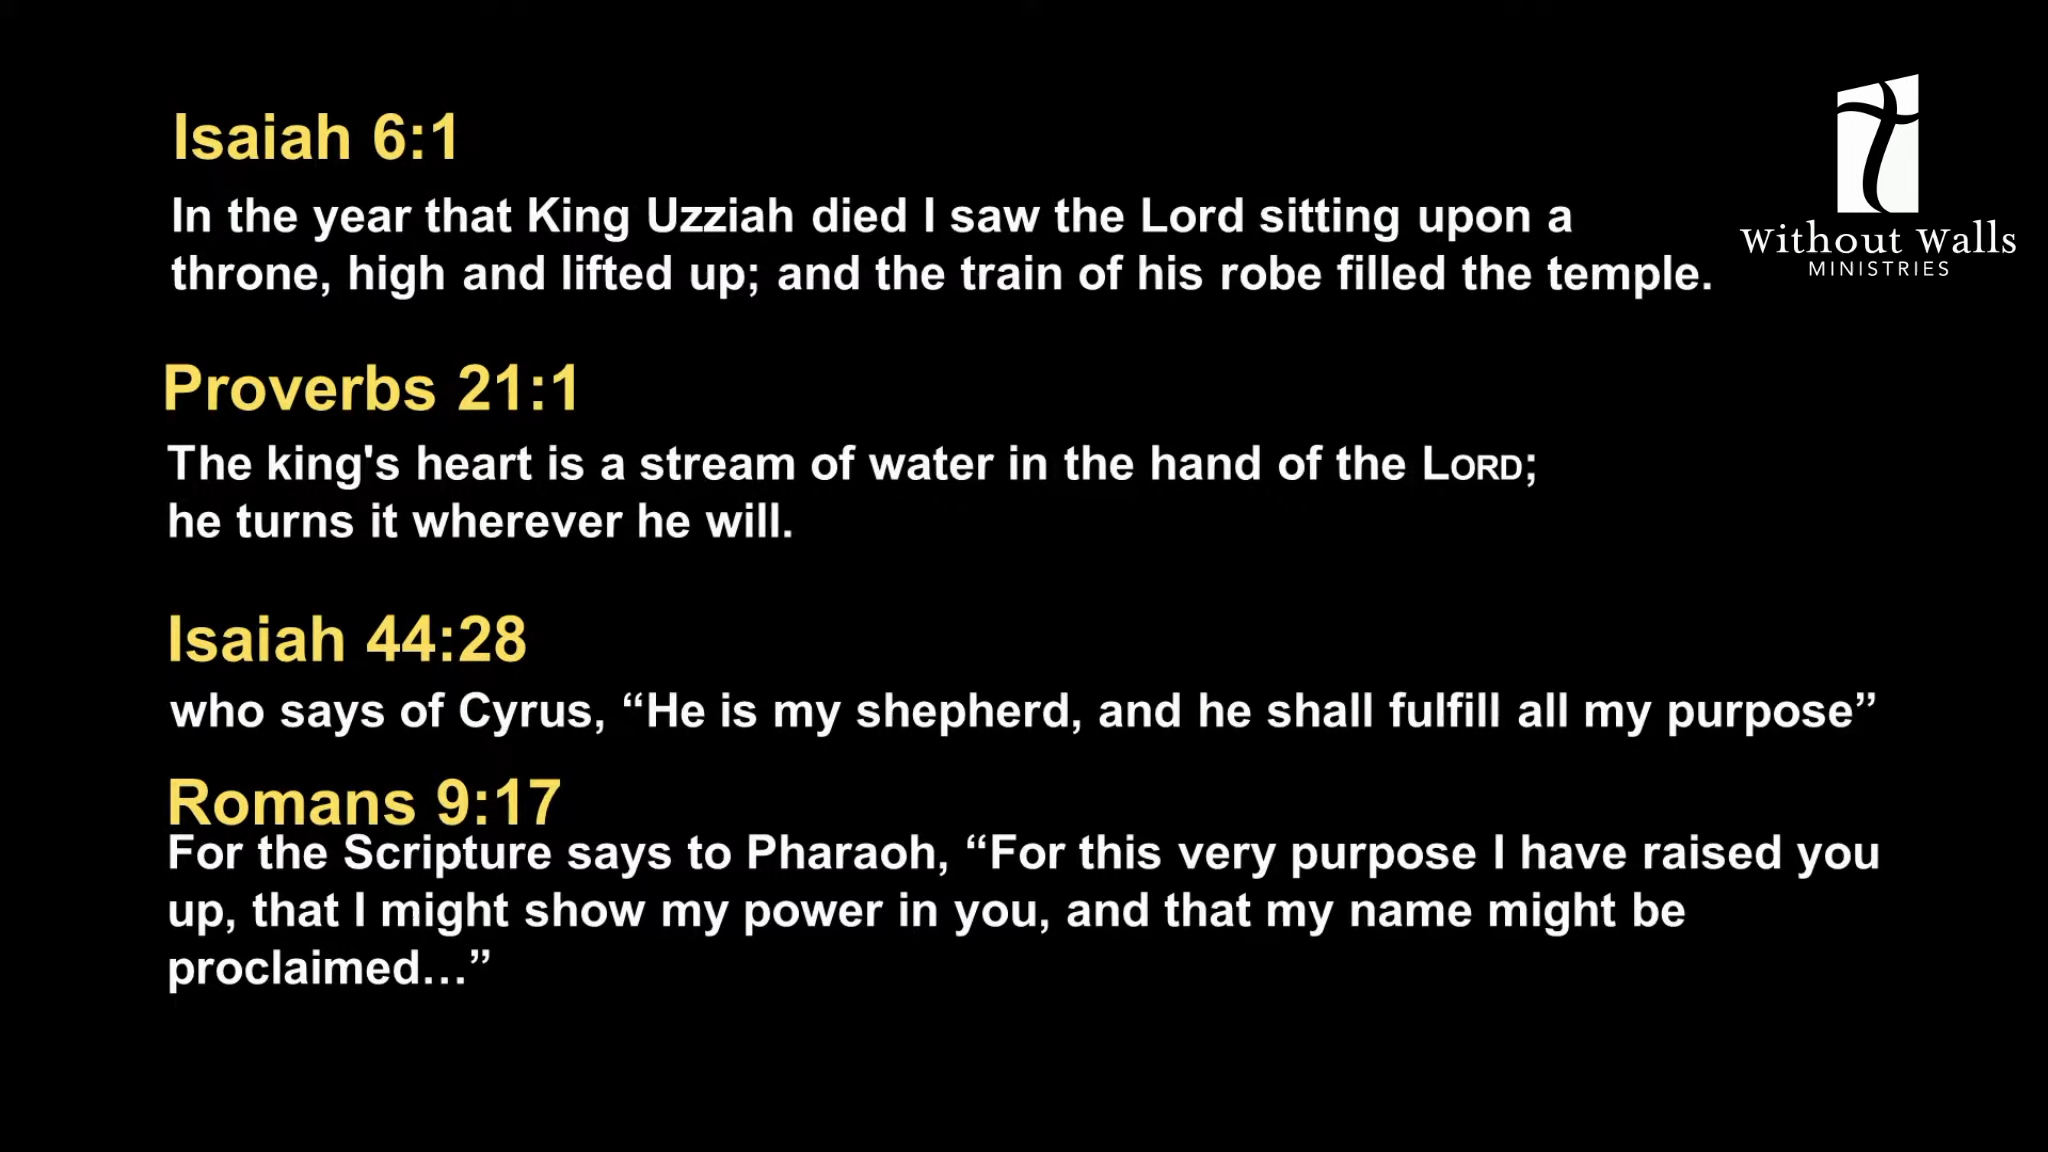 Isaiah 6:1
In the year that King Uzziah died I saw the Lord sitting upon a
throne, high and lifted up; and the train of his robe filled the temple.
without walls
MINISTRIES
Proverbs 21:1
The king's heart is a stream of water in the hand of the LORD;
he turns it wherever he will.
Isaiah 44:28
who says of Cyrus, “He is my shepherd, and he shall fulfill all my purpose”
Romans 9:17
For the Scripture says to Pharaoh, “For this very purpose I have raised you
up, that I might show my power in you, and that my name might be
proclaimed…”